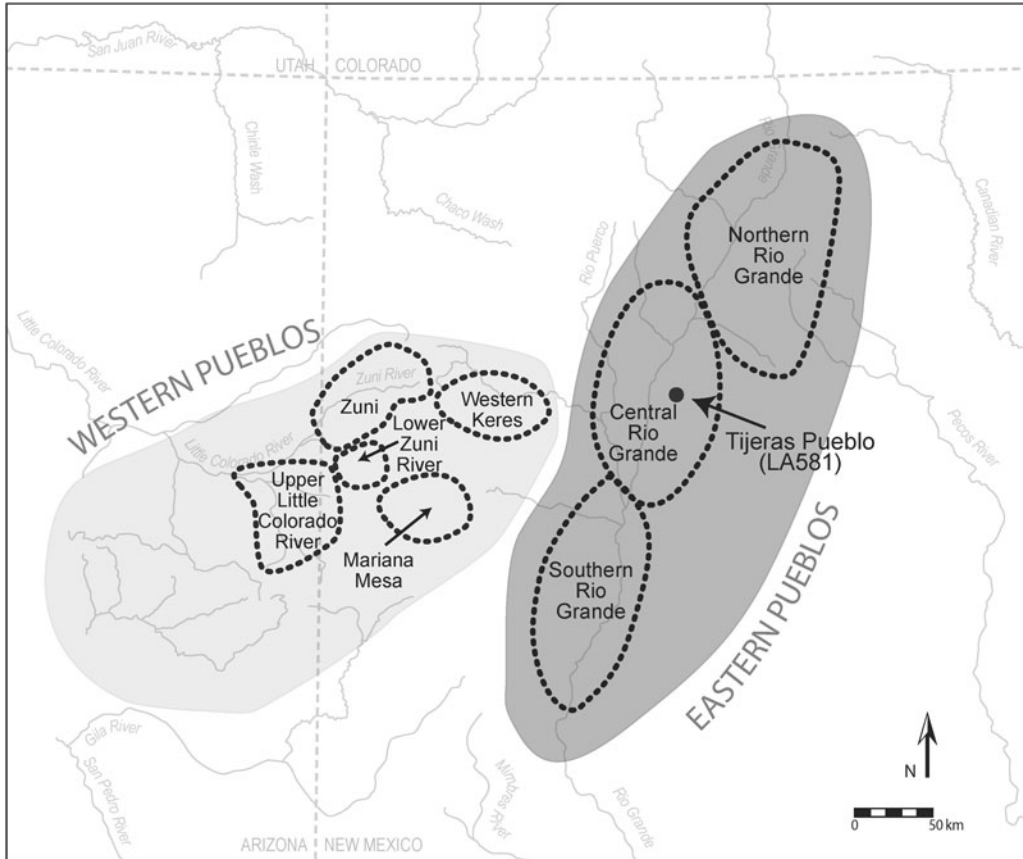 San Juan River
UTAH
COLORADO
Chinle Wash
Chaco Wash
Rio Puerco
Rio Grande
Canadian River
Northern
Rio
Grande
Little Colorado River
WESTERN PUEBLOS
Zuni River
Zuni
Western
Keres
Lower
Zuni
River
Little Colorado River
Upper
Little
Colorado
River
Mariana
Mesa
Central
Rio
Grande
Tijeras Pueblo
(LA581)
Pecos River
Southern
Rio
Grande
EASTERN PUEBLOS
Gila River
San Pedro River
Mimbres River
Rio Grande
ARIZONA
NEW MEXICO
N
0
50 km